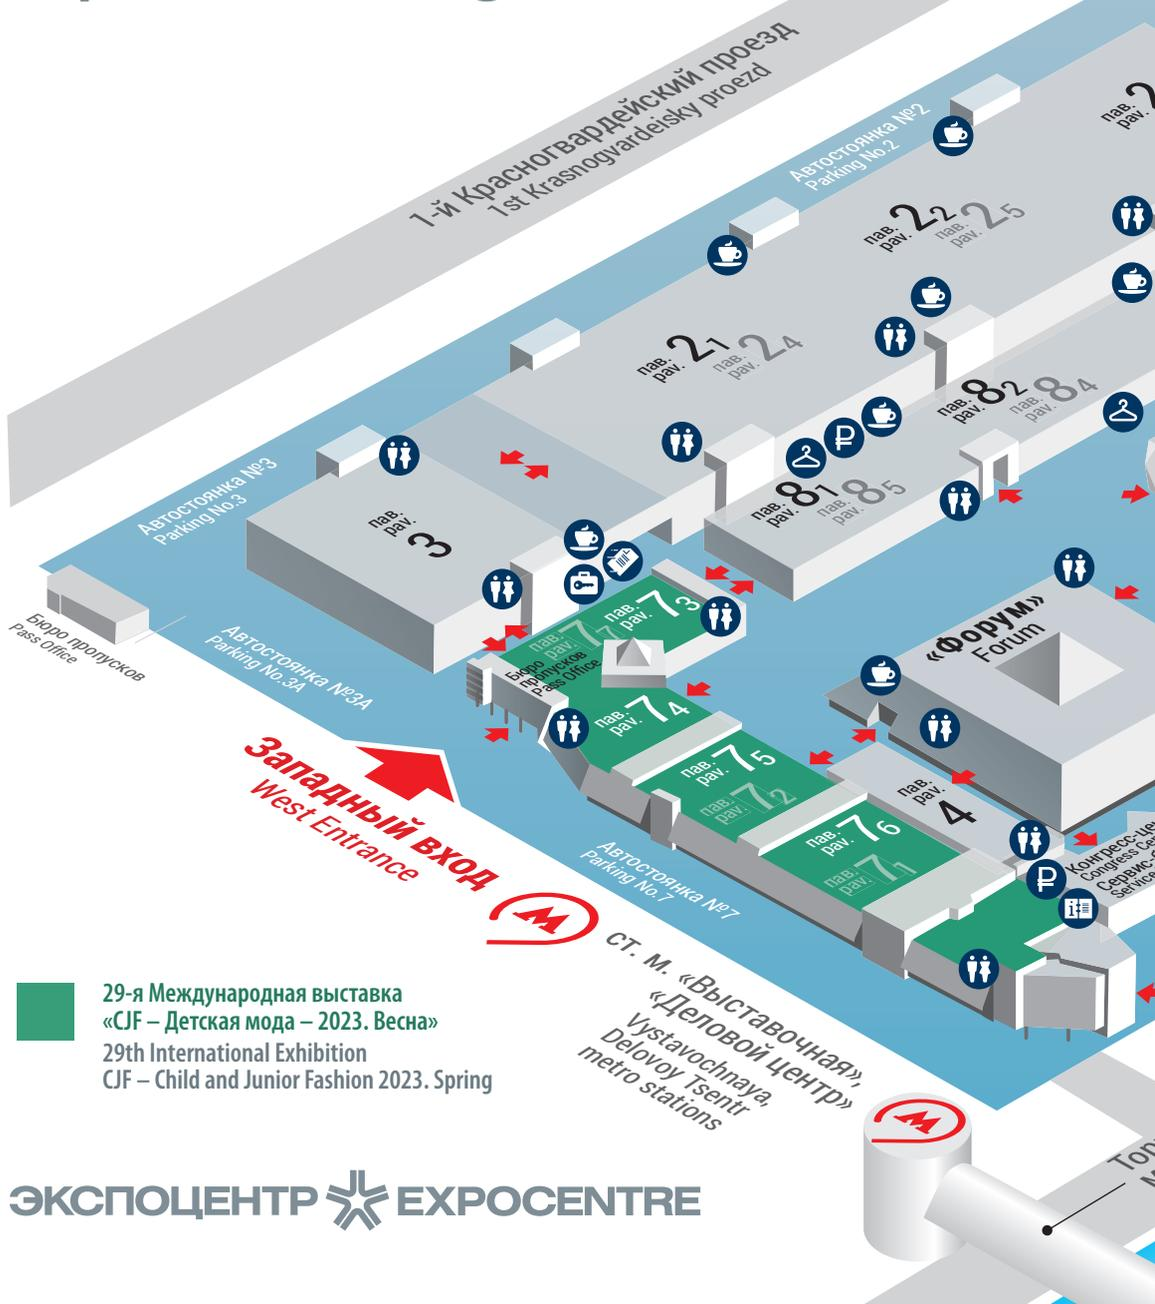 1-й Красногвардейский проезд
1st Krasnogvardeisky proezd
Автостоянка №2
Parking No.2
пав. 2
pav.
пав. 22 25
pav. pav.
пав. 21 24
pav. pav.
пав. 82 84
pav. pav.
пав. 81 85
pav. pav.
Автостоянка №3
Parking No.3
пав. 3
pav.
Бюро пропусков
Pass Office
Автостоянка №3А
Parking No.3A
пав. 73
pav.
пав. 77
pav.
Бюро
пропусков
Pass Office
пав. 74
pav.
пав. 75
pav.
пав. 72
pav.
пав. 76
pav.
пав. 71
pav.
«Форум»
Forum
пав. 4
pav.
Западный вход
West Entrance
Автостоянка №7
Parking No.7
ст. м. «Выставочная»,
«Деловой центр»
Vystavochnaya,
Delovoy Tsentr
metro stations
29-я Международная выставка
«CJF – Детская мода – 2023. Весна»
29th International Exhibition
CJF – Child and Junior Fashion 2023. Spring
ЭКСПОЦЕНТР EXPOCENTRE